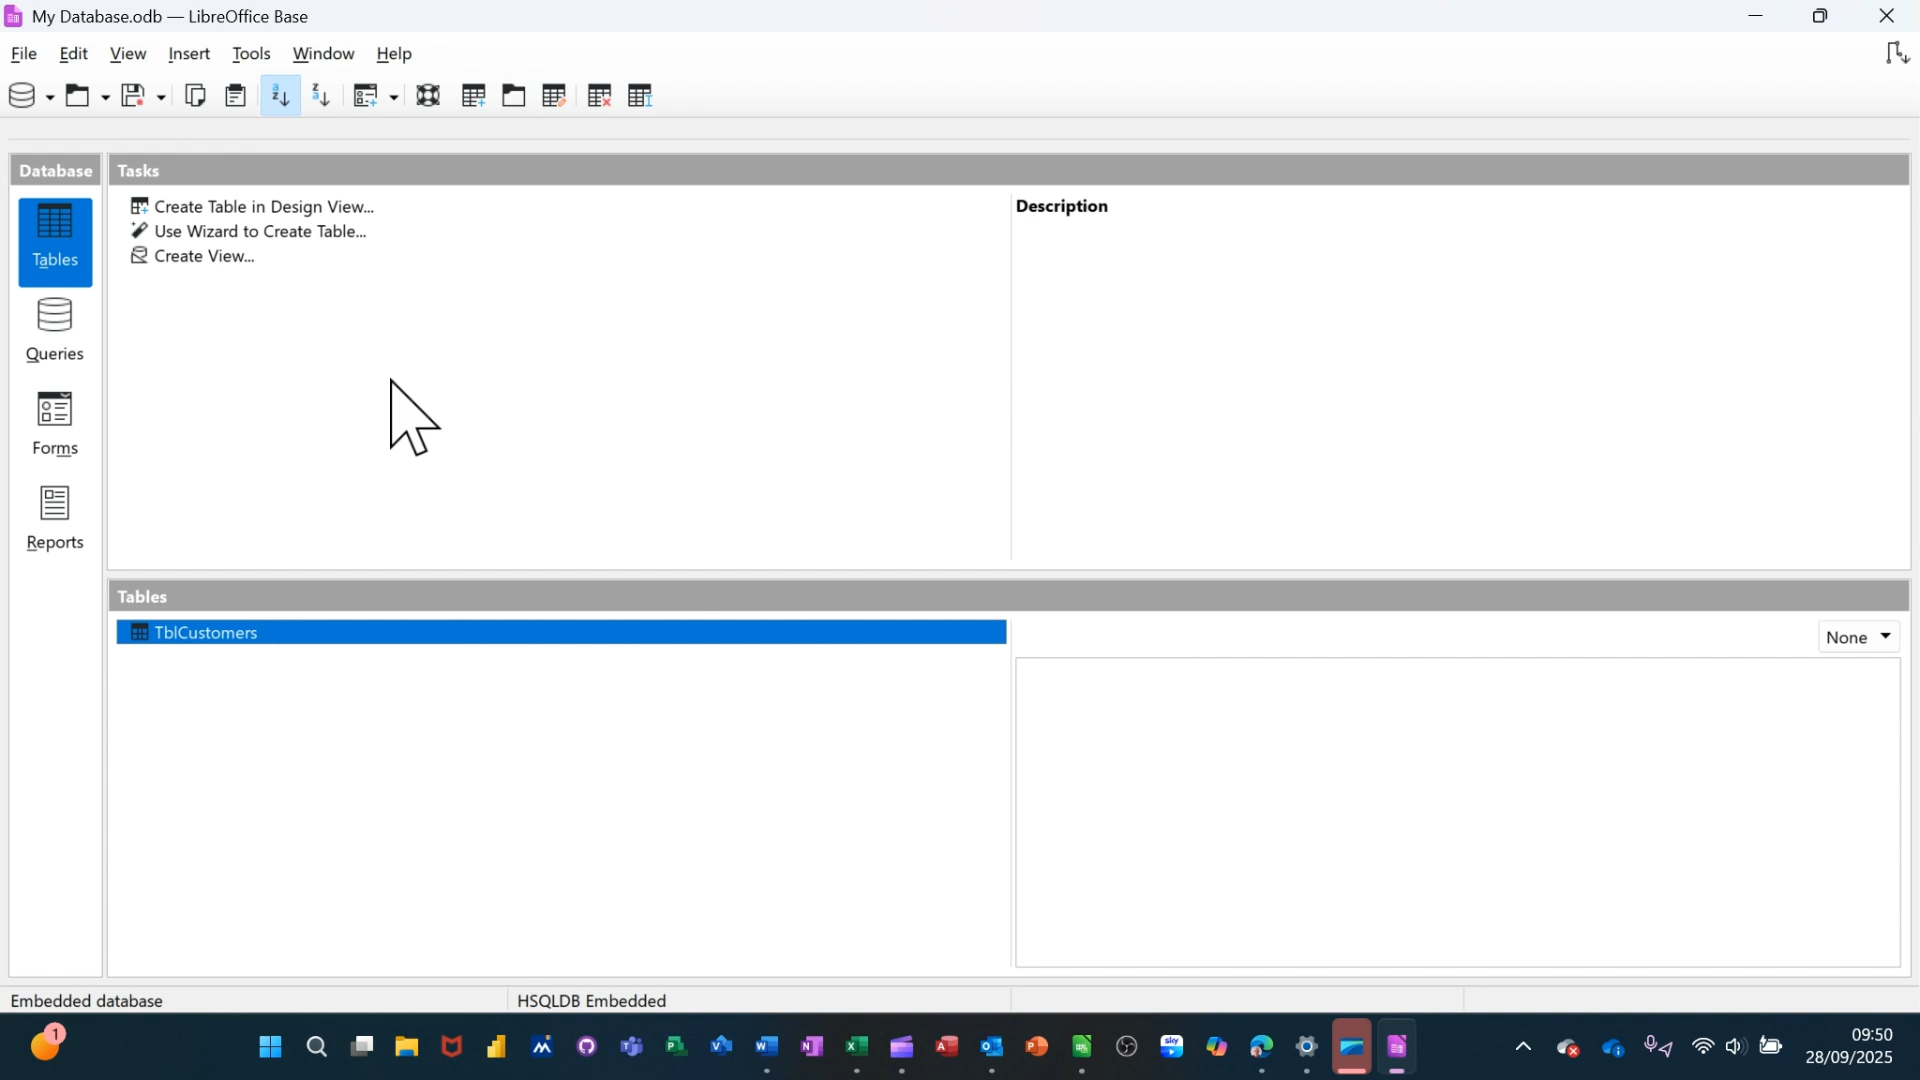 My Database.odb — LibreOffice Base
File Edit View Insert Tools Window Help
Database
Tasks
Tables
Queries
Forms
Reports
Create Table in Design View...
Use Wizard to Create Table...
Create View...
Description
Tables
TblCustomers
None
Embedded database
HSQLDB Embedded
1
sky
09:50
28/09/2025